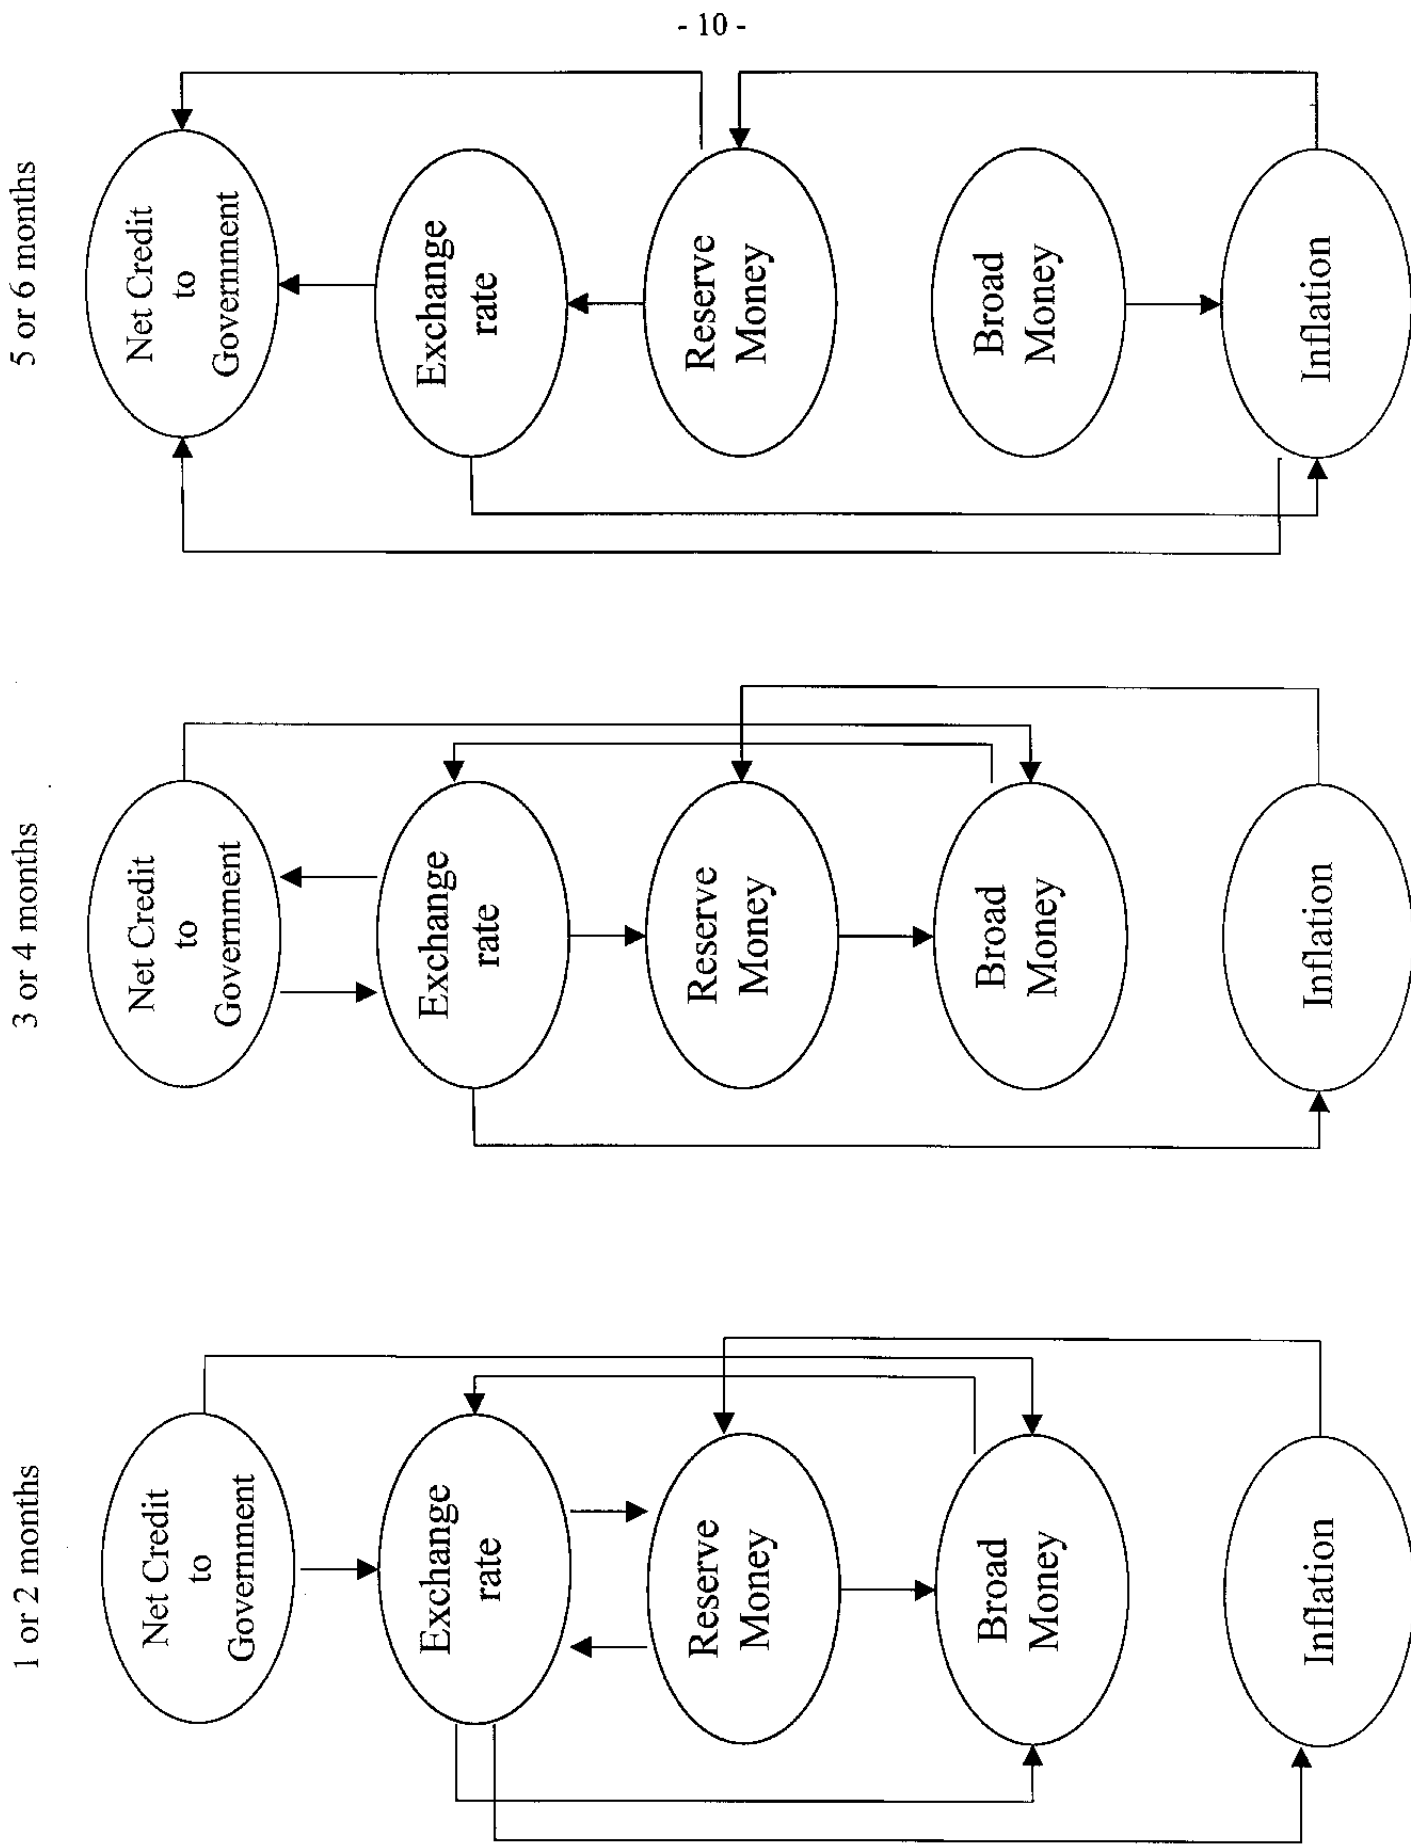 - 10 -
1 or 2 months
Net Credit
to
Government
Exchange
rate
Reserve
Money
Broad
Money
Inflation
3 or 4 months
Net Credit
to
Government
Exchange
rate
Reserve
Money
Broad
Money
Inflation
5 or 6 months
Net Credit
to
Government
Exchange
rate
Reserve
Money
Broad
Money
Inflation